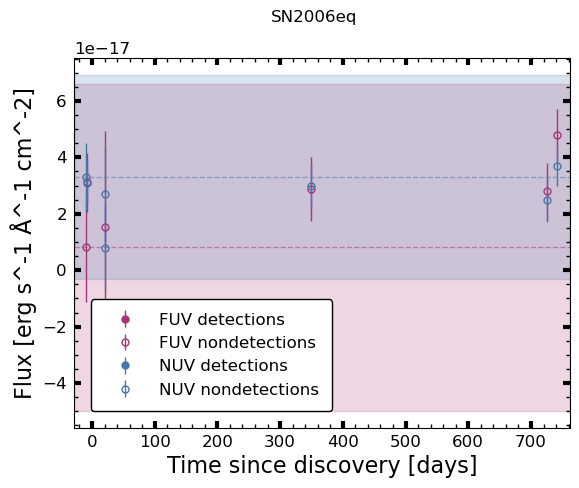 SN2006eq
1e−17
Flux [erg s^-1 Å^-1 cm^-2]
6
4
2
0
−2
−4
FUV detections
FUV nondetections
NUV detections
NUV nondetections
0 100 200 300 400 500 600 700
Time since discovery [days]